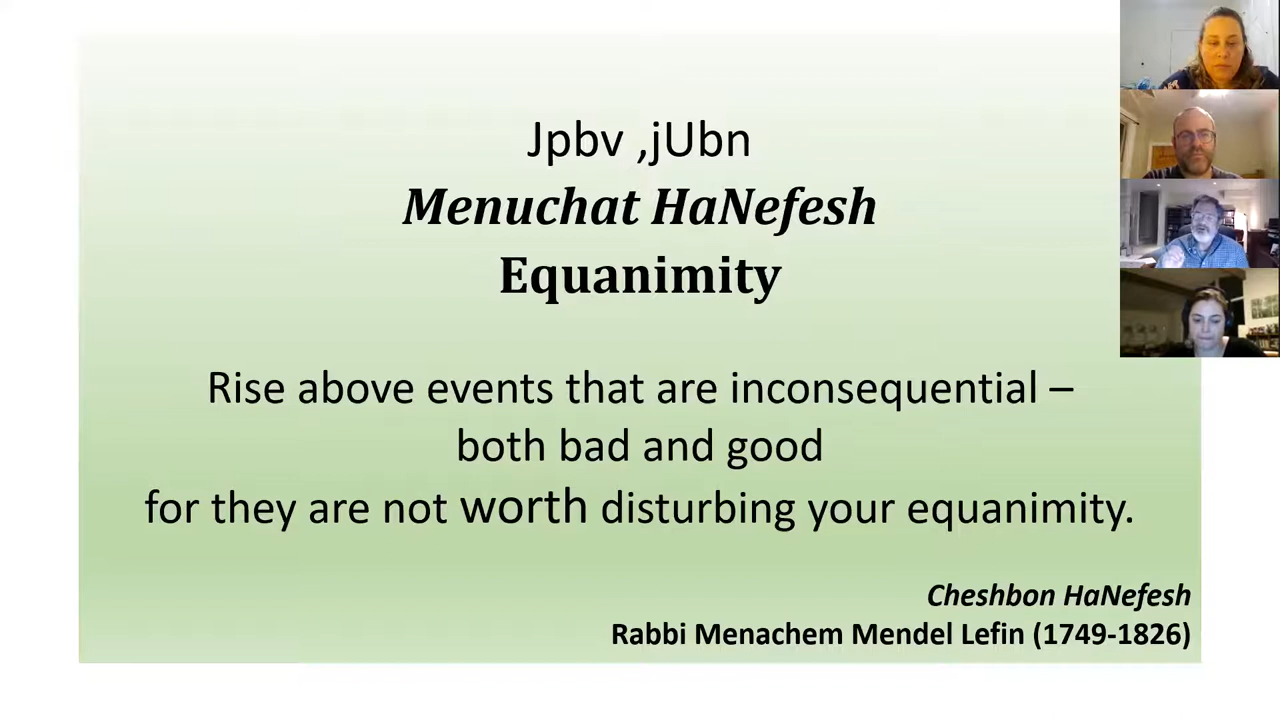 Jpbv ,jUbn
Menuchat HaNefesh
Equanimity
Rise above events that are inconsequential –
both bad and good
for they are not worth disturbing your equanimity.
Cheshbon HaNefesh
Rabbi Menachem Mendel Lefin (1749-1826)